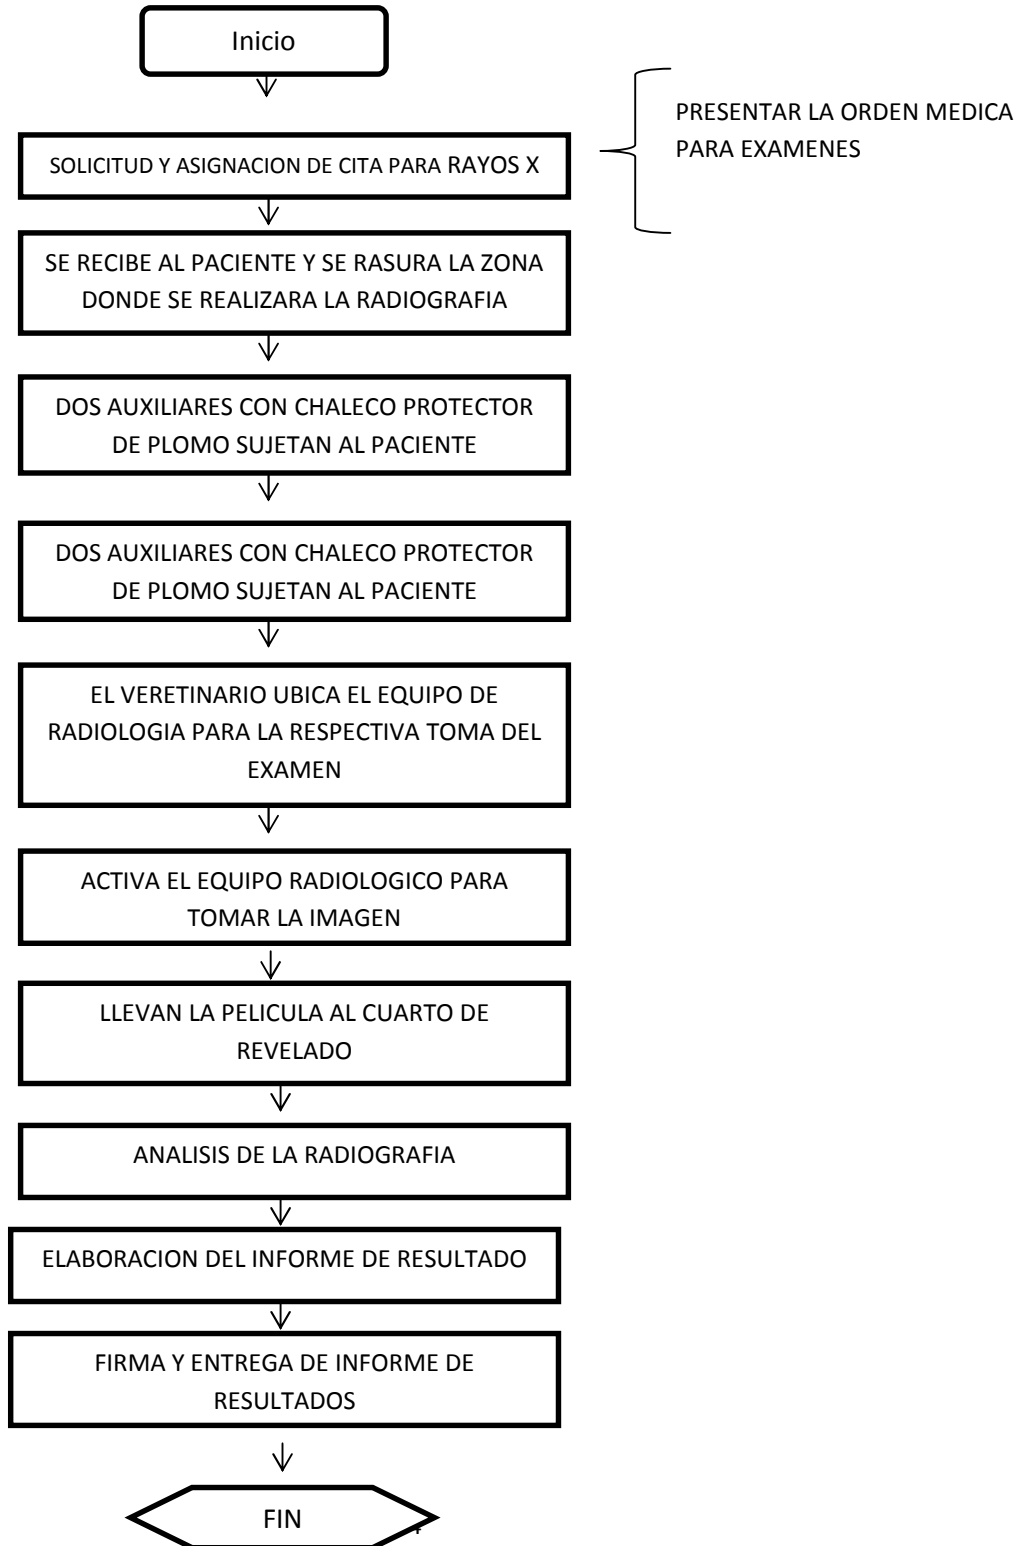 Inicio
PRESENTAR LA ORDEN MEDICA
PARA EXAMENES
SOLICITUD Y ASIGNACION DE CITA PARA RAYOS X
SE RECIBE AL PACIENTE Y SE RASURA LA ZONA
DONDE SE REALIZARA LA RADIOGRAFIA
DOS AUXILIARES CON CHALECO PROTECTOR
DE PLOMO SUJETAN AL PACIENTE
DOS AUXILIARES CON CHALECO PROTECTOR
DE PLOMO SUJETAN AL PACIENTE
EL VERETINARIO UBICA EL EQUIPO DE
RADIOLOGIA PARA LA RESPECTIVA TOMA DEL
EXAMEN
ACTIVA EL EQUIPO RADIOLOGICO PARA
TOMAR LA IMAGEN
LLEVAN LA PELICULA AL CUARTO DE
REVELADO
ANALISIS DE LA RADIOGRAFIA
ELABORACION DEL INFORME DE RESULTADO
FIRMA Y ENTREGA DE INFORME DE
RESULTADOS
FIN